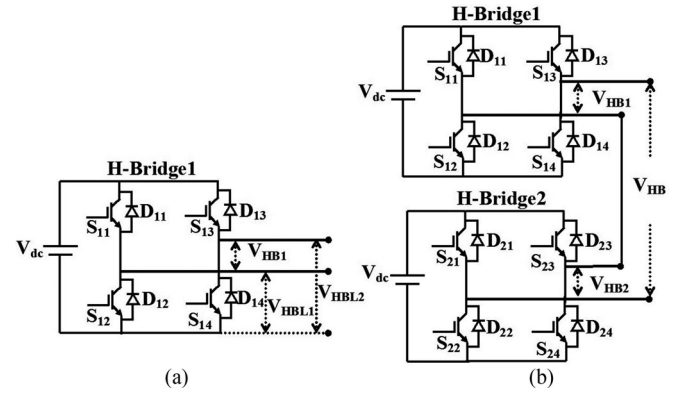 H-Bridge1
S11 D11 S13 D13
Vdc
VHB1
S12 D12 S14 D14
VHBL1
VHBL2
(a)
H-Bridge1
S11 D11 S13 D13
Vdc
VHB1
S12 D12 S14 D14
VHB
H-Bridge2
S21 D21 S23 D23
Vdc
VHB2
S22 D22 S24 D24
(b)